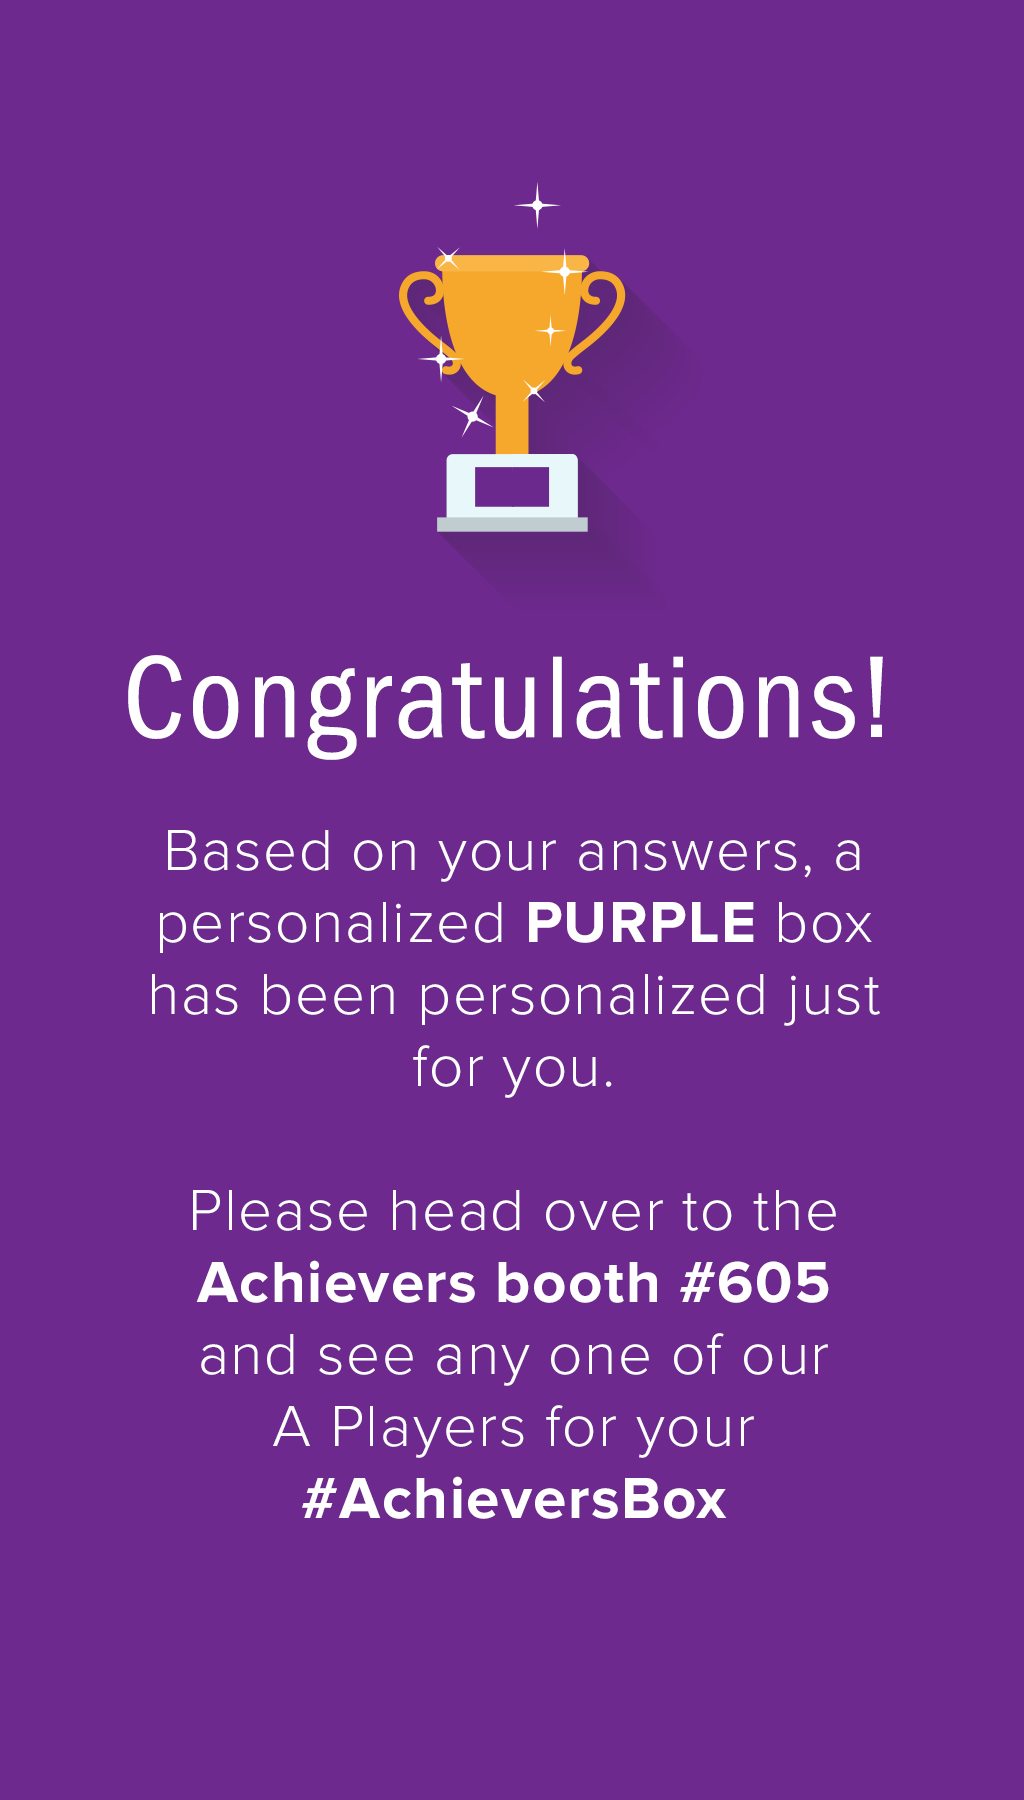 Congratulations!
Based on your answers, a
personalized PURPLE box
has been personalized just
for you.
Please head over to the
Achievers booth #605
and see any one of our
A Players for your
#AchieversBox